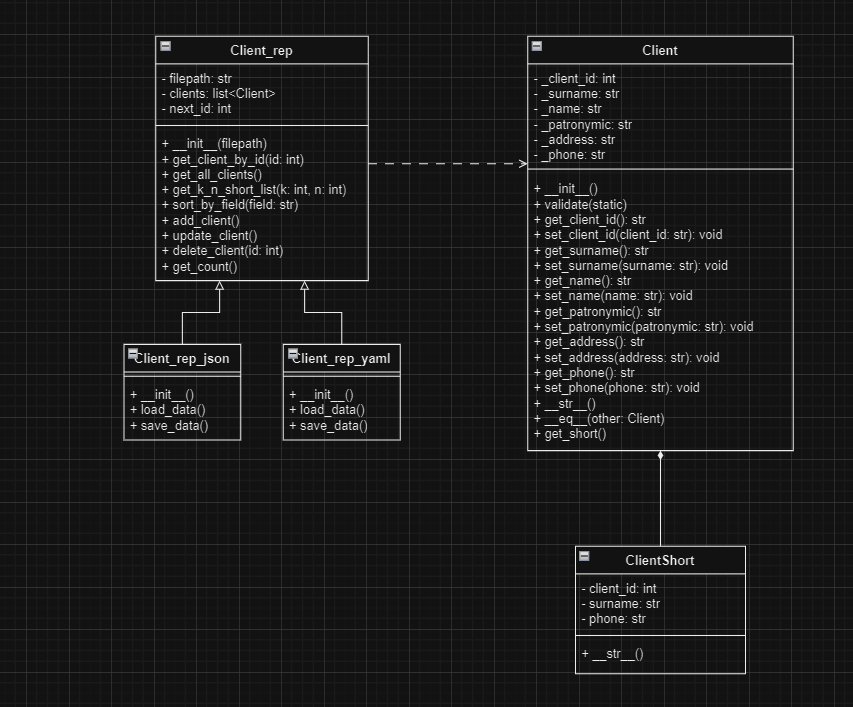 Client_rep
- filepath: str
- clients: list<Client>
- next_id: int
+ __init__(filepath)
+ get_client_by_id(id: int)
+ get_all_clients()
+ get_k_n_short_list(k: int, n: int)
+ sort_by_field(field: str)
+ add_client()
+ update_client()
+ delete_client(id: int)
+ get_count()
Client
- _client_id: int
- _surname: str
- _name: str
- _patronymic: str
- _address: str
- _phone: str
+ __init__()
+ validate(static)
+ get_client_id(): str
+ set_client_id(client_id: str): void
+ get_surname(): str
+ set_surname(surname: str): void
+ get_name(): str
+ set_name(name: str): void
+ get_patronymic(): str
+ set_patronymic(patronymic: str): void
+ get_address(): str
+ set_address(address: str): void
+ get_phone(): str
+ set_phone(phone: str): void
+ __str__()
+ __eq__(other: Client)
+ get_short()
Client_rep_json
+ __init__()
+ load_data()
+ save_data()
Client_rep_yaml
+ __init__()
+ load_data()
+ save_data()
ClientShort
- client_id: int
- surname: str
- phone: str
+ __str__()